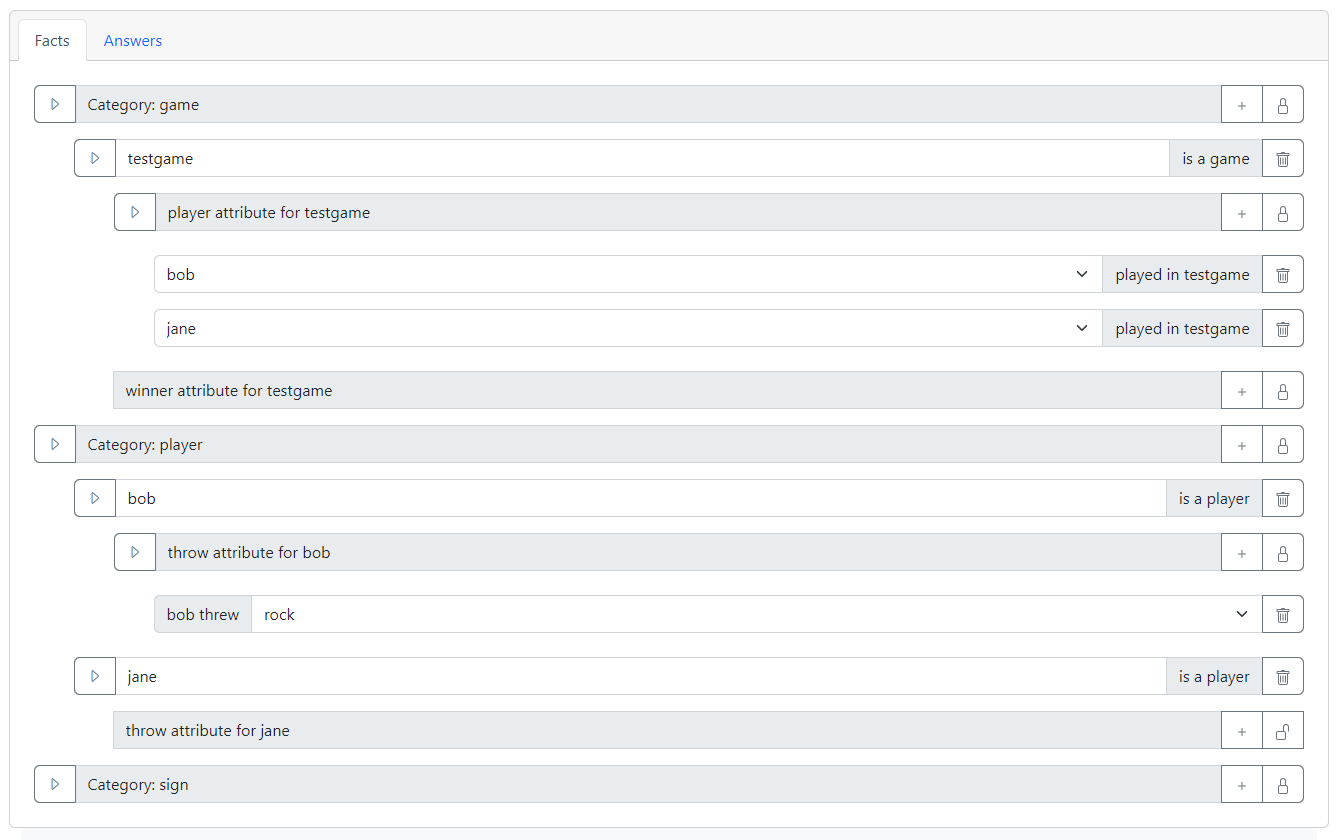 Facts Answers
Category: game +
testgame is a game
player attribute for testgame +
bob played in testgame
jane played in testgame
winner attribute for testgame +
Category: player +
bob is a player
throw attribute for bob +
bob threw rock
jane is a player
throw attribute for jane +
Category: sign +